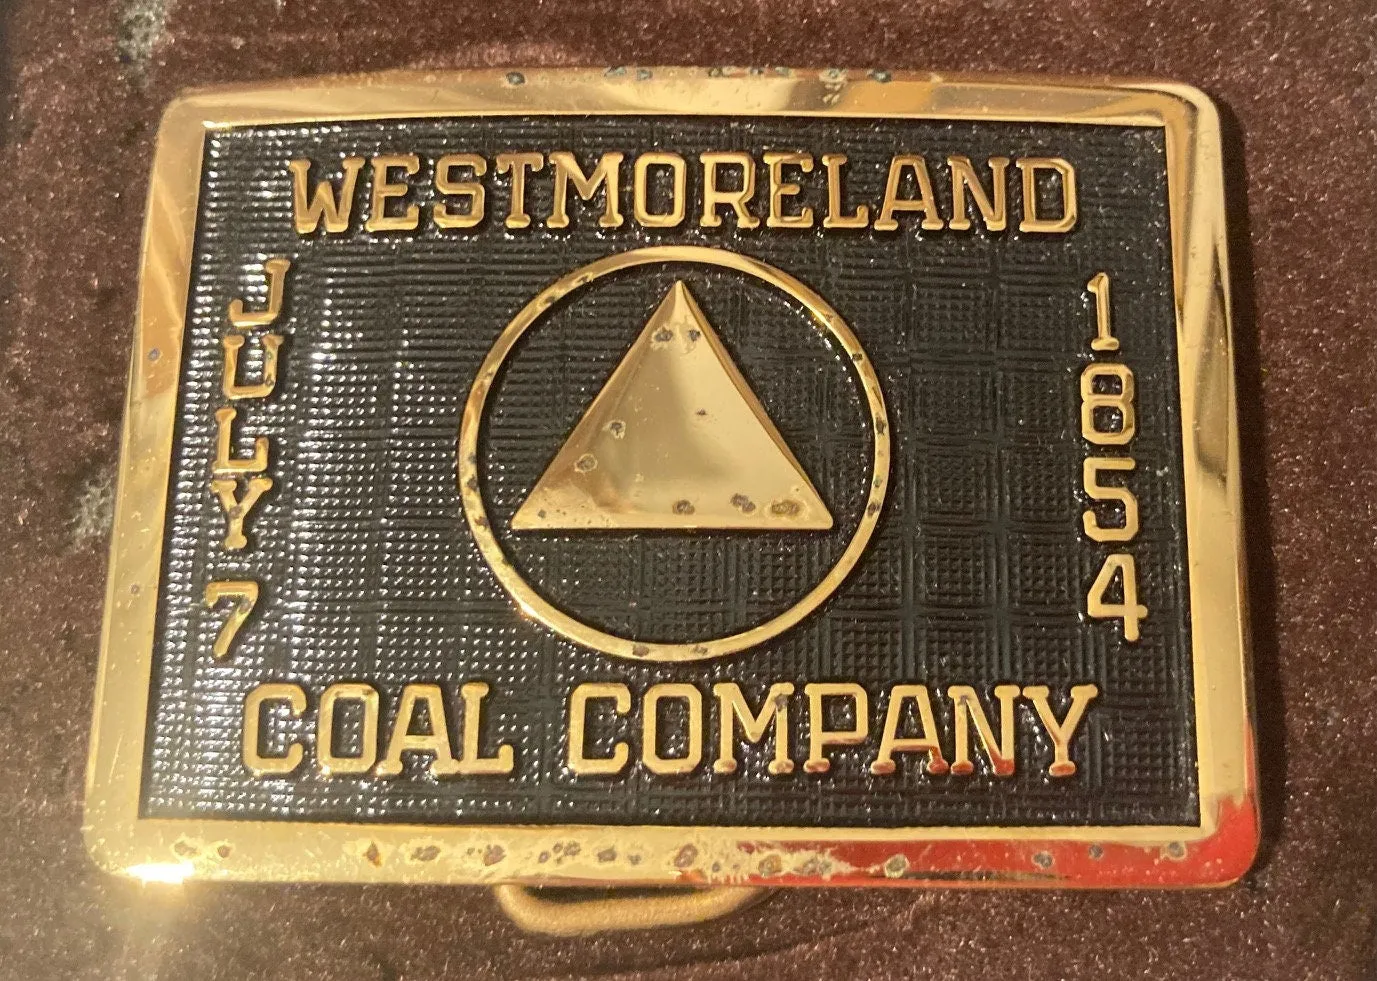 WESTMORELAND
JULY 7
1854
COAL COMPANY